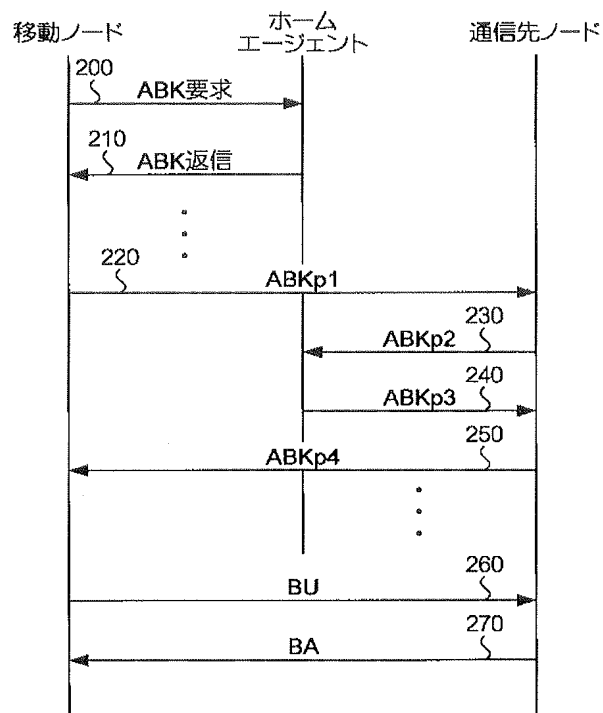 移動ノード
ホーム
エージェント
通信先ノード
200
ABK要求
210
ABK返信
220
ABKp1
230
ABKp2
240
ABKp3
250
ABKp4
260
BU
270
BA